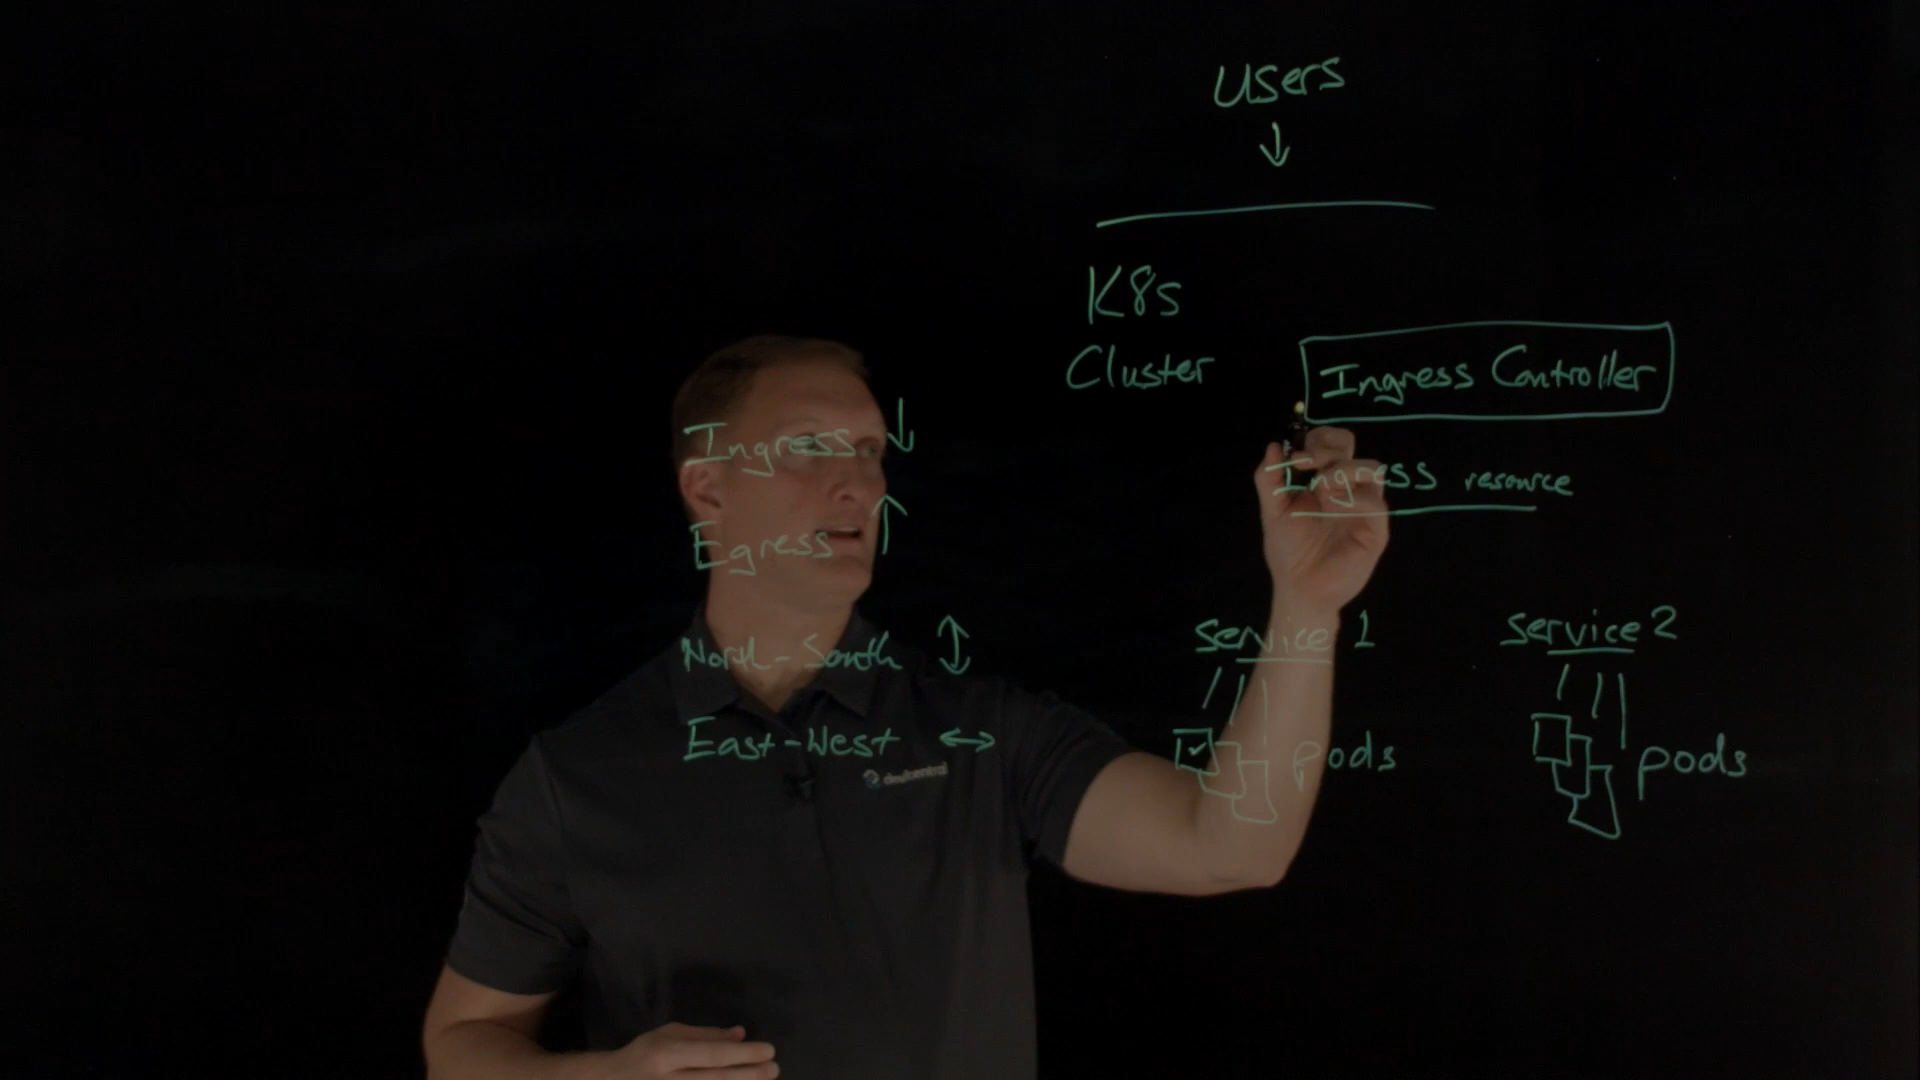 Users
K8s
Cluster
Ingress Controller
Ingress
Ingress resource
Egress
North-South
service 1
service 2
East-West
pods
pods